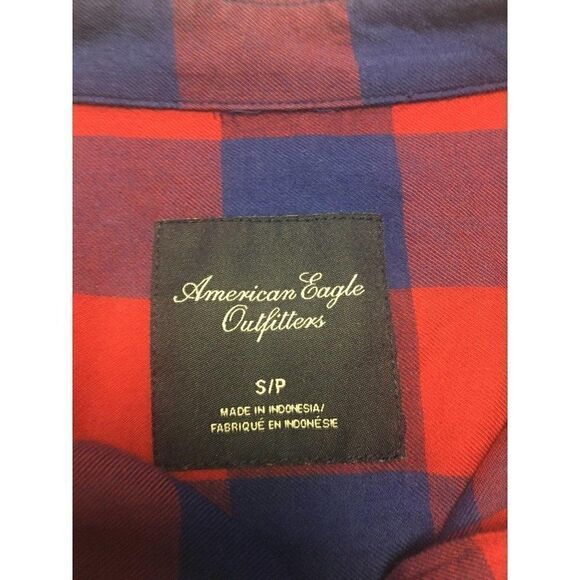 American Eagle
Outfitters
S/P
MADE IN INDONESIA/
FABRIQUÉ EN INDONÉSIE